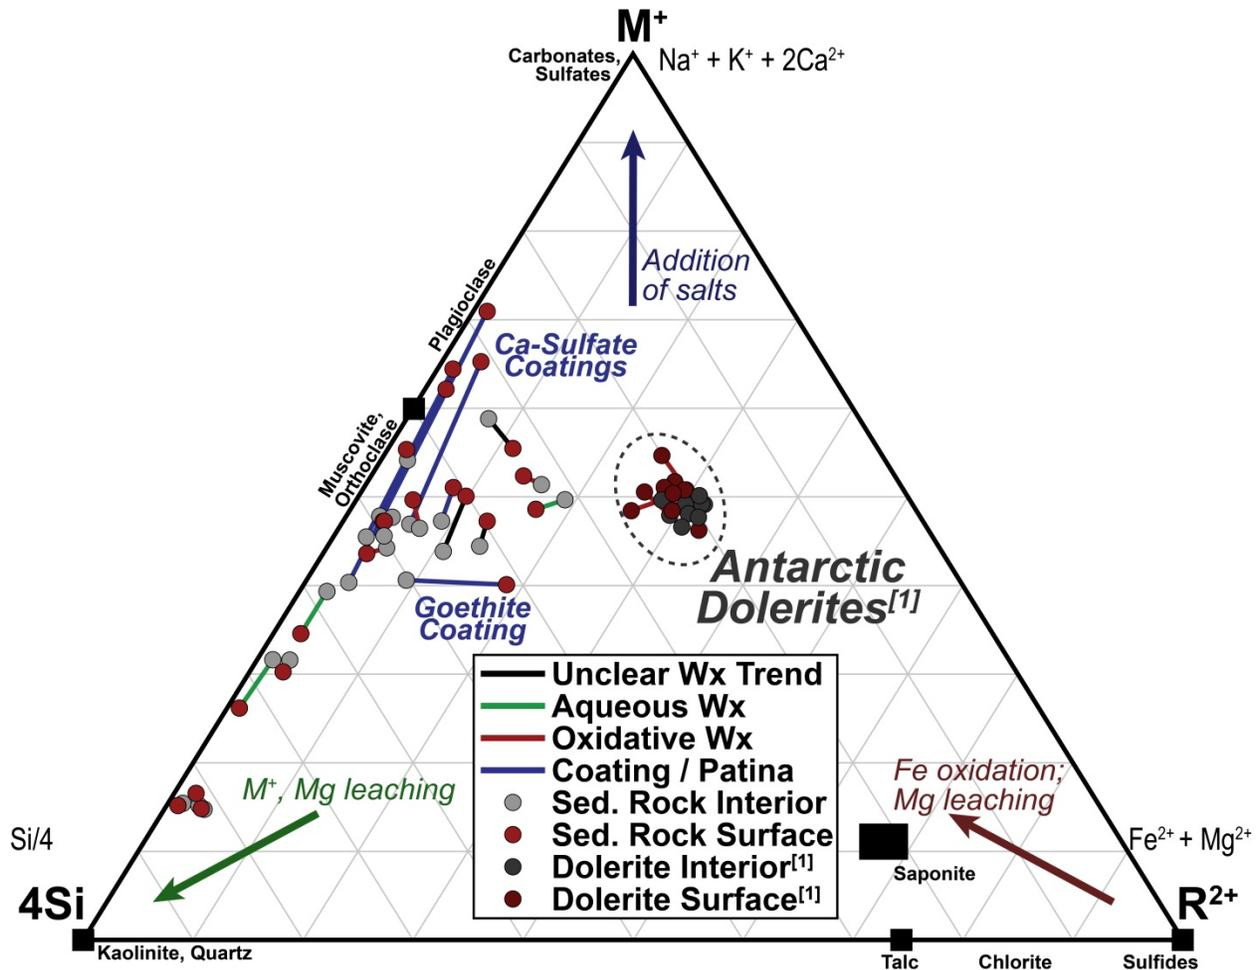 M⁺
Carbonates,
Sulfates
Na⁺ + K⁺ + 2Ca²⁺
Addition
of salts
Plagioclase
Ca-Sulfate
Coatings
Muscovite,
Orthoclase
Antarctic
Dolerites[1]
Goethite
Coating
Unclear Wx Trend
Aqueous Wx
Oxidative Wx
Coating / Patina
Sed. Rock Interior
Sed. Rock Surface
Dolerite Interior[1]
Dolerite Surface[1]
M⁺, Mg leaching
Fe oxidation;
Mg leaching
Si/4
Fe²⁺ + Mg²⁺
Saponite
4Si
R²⁺
Kaolinite, Quartz
Talc
Chlorite
Sulfides